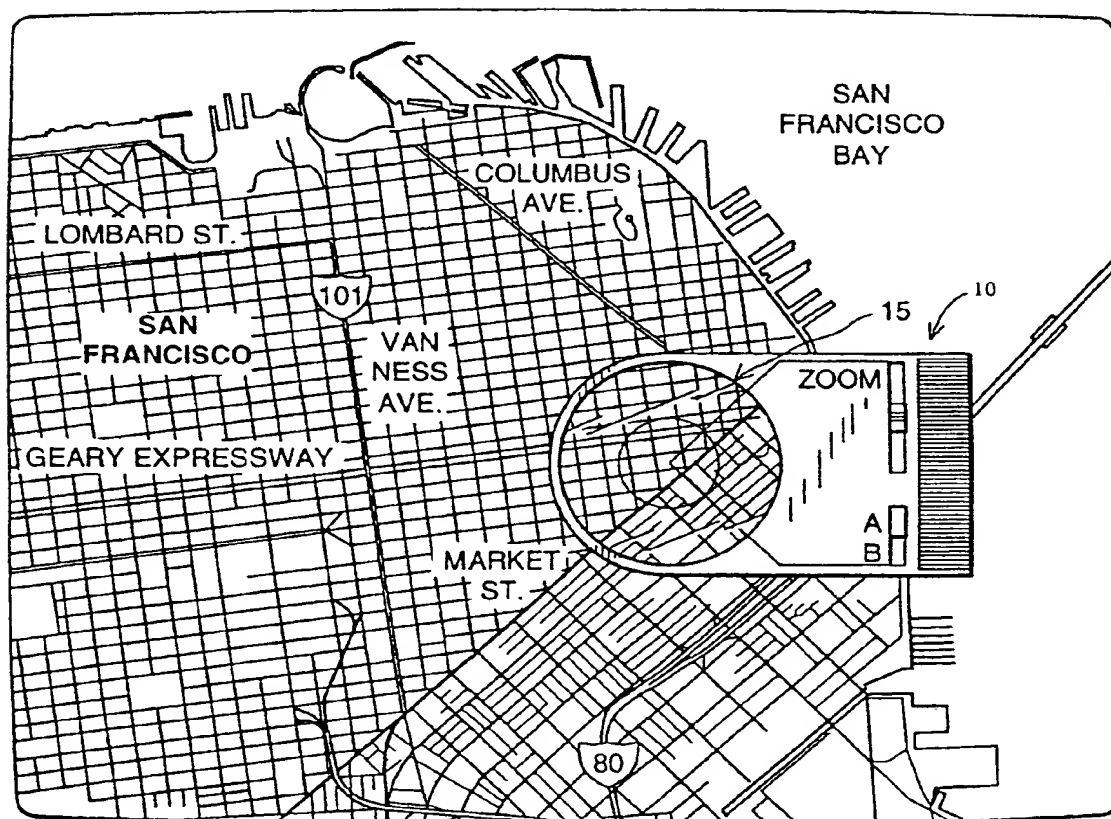 SAN
FRANCISCO
BAY
COLUMBUS
AVE.
LOMBARD ST.
101
SAN
FRANCISCO
VAN
NESS
AVE.
15
10
ZOOM
GEARY EXPRESSWAY
A
B
MARKET
ST.
80